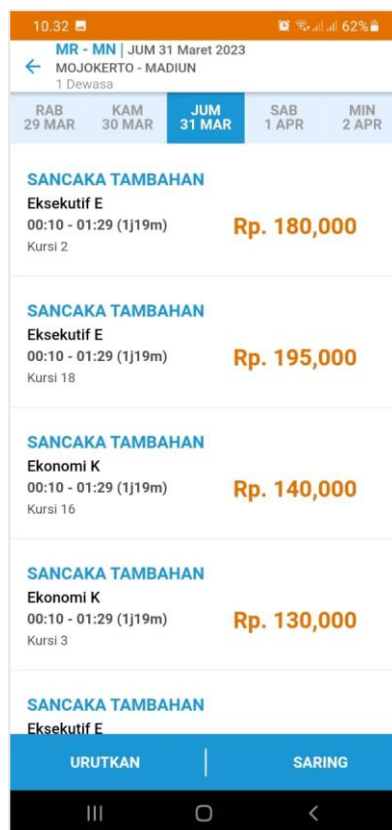 10.32 62%
MR - MN | JUM 31 Maret 2023
MOJOKERTO - MADIUN
1 Dewasa
RAB KAM JUM SAB MIN
29 MAR 30 MAR 31 MAR 1 APR 2 APR
SANCAKA TAMBAHAN
Eksekutif E
00:10 - 01:29 (1j19m) Rp. 180,000
Kursi 2
SANCAKA TAMBAHAN
Eksekutif E
00:10 - 01:29 (1j19m) Rp. 195,000
Kursi 18
SANCAKA TAMBAHAN
Ekonomi K
00:10 - 01:29 (1j19m) Rp. 140,000
Kursi 16
SANCAKA TAMBAHAN
Ekonomi K
00:10 - 01:29 (1j19m) Rp. 130,000
Kursi 3
SANCAKA TAMBAHAN
Eksekutif E
URUTKAN | SARING